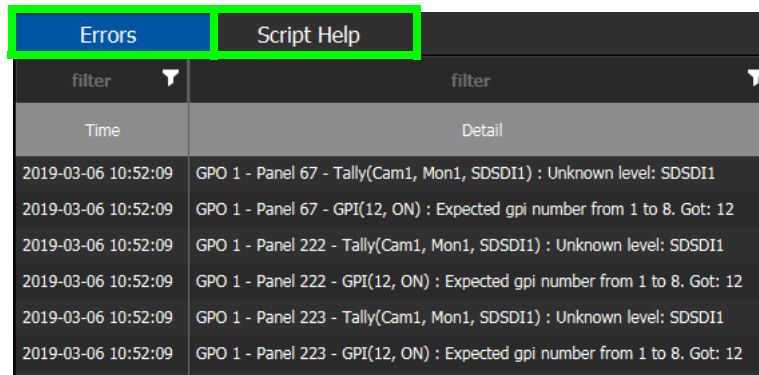 Errors Script Help
filter filter
Time Detail
2019-03-06 10:52:09 GPO 1 - Panel 67 - Tally(Cam1, Mon1, SDSDI1) : Unknown level: SDSDI1
2019-03-06 10:52:09 GPO 1 - Panel 67 - GPI(12, ON) : Expected gpi number from 1 to 8. Got: 12
2019-03-06 10:52:09 GPO 1 - Panel 222 - Tally(Cam1, Mon1, SDSDI1) : Unknown level: SDSDI1
2019-03-06 10:52:09 GPO 1 - Panel 222 - GPI(12, ON) : Expected gpi number from 1 to 8. Got: 12
2019-03-06 10:52:09 GPO 1 - Panel 223 - Tally(Cam1, Mon1, SDSDI1) : Unknown level: SDSDI1
2019-03-06 10:52:09 GPO 1 - Panel 223 - GPI(12, ON) : Expected gpi number from 1 to 8. Got: 12